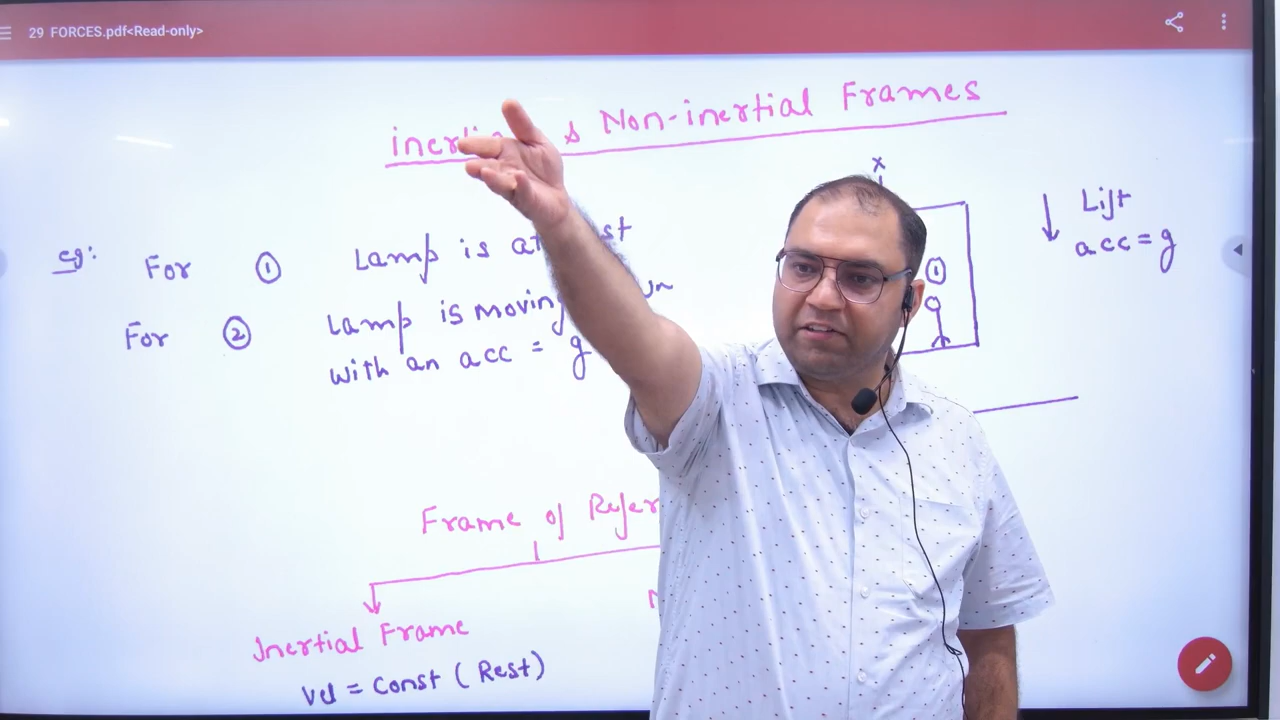 29 FORCES.pdf<Read-only>
& Non-inertial Frames
eg: For ① Lamp is at
For ② Lamp is moving
with an acc = g
x
Lift
acc = g
①
Frame of
Inertial Frame
Vel = Const (Rest)